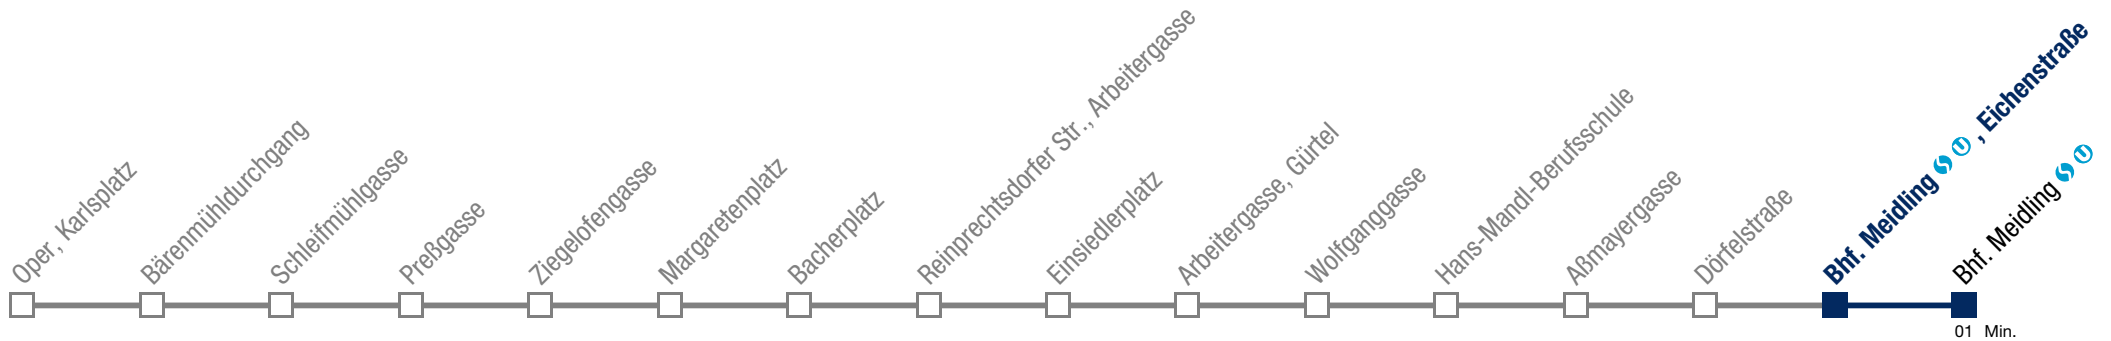 Oper, Karlsplatz
Bärenmühldurchgang
Schleifmühlgasse
Preßgasse
Ziegelofengasse
Margaretenplatz
Bacherplatz
Reinprechtsdorfer Str., Arbeitergasse
Einsiedlerplatz
Arbeitergasse, Gürtel
Wolfganggasse
Hans-Mandl-Berufsschule
Aßmayergasse
Dörfelstraße
Bhf. Meidling S U , Eichenstraße
Bhf. Meidling S U
01 Min.